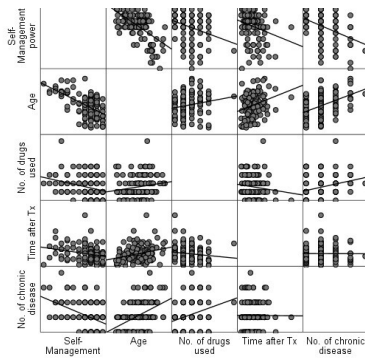 Self-
Management
power
Age
No. of drugs
used
Time after Tx
No. of chronic
disease
Self-
Management
Age
No. of drugs
used
Time after Tx
No. of chronic
disease